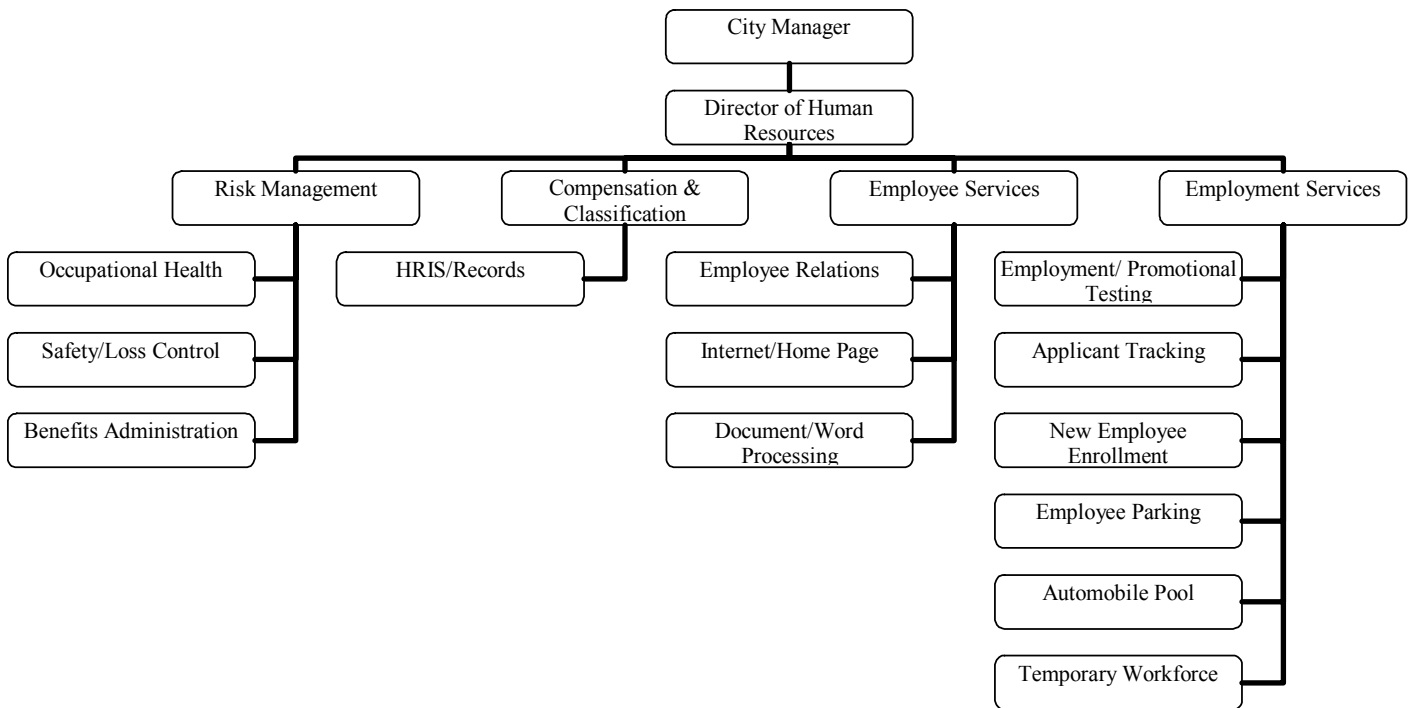 City Manager
Director of Human
Resources
Risk Management
Compensation &
Classification
Employee Services
Employment Services
Occupational Health
Safety/Loss Control
Benefits Administration
HRIS/Records
Employee Relations
Internet/Home Page
Document/Word
Processing
Employment/ Promotional
Testing
Applicant Tracking
New Employee
Enrollment
Employee Parking
Automobile Pool
Temporary Workforce